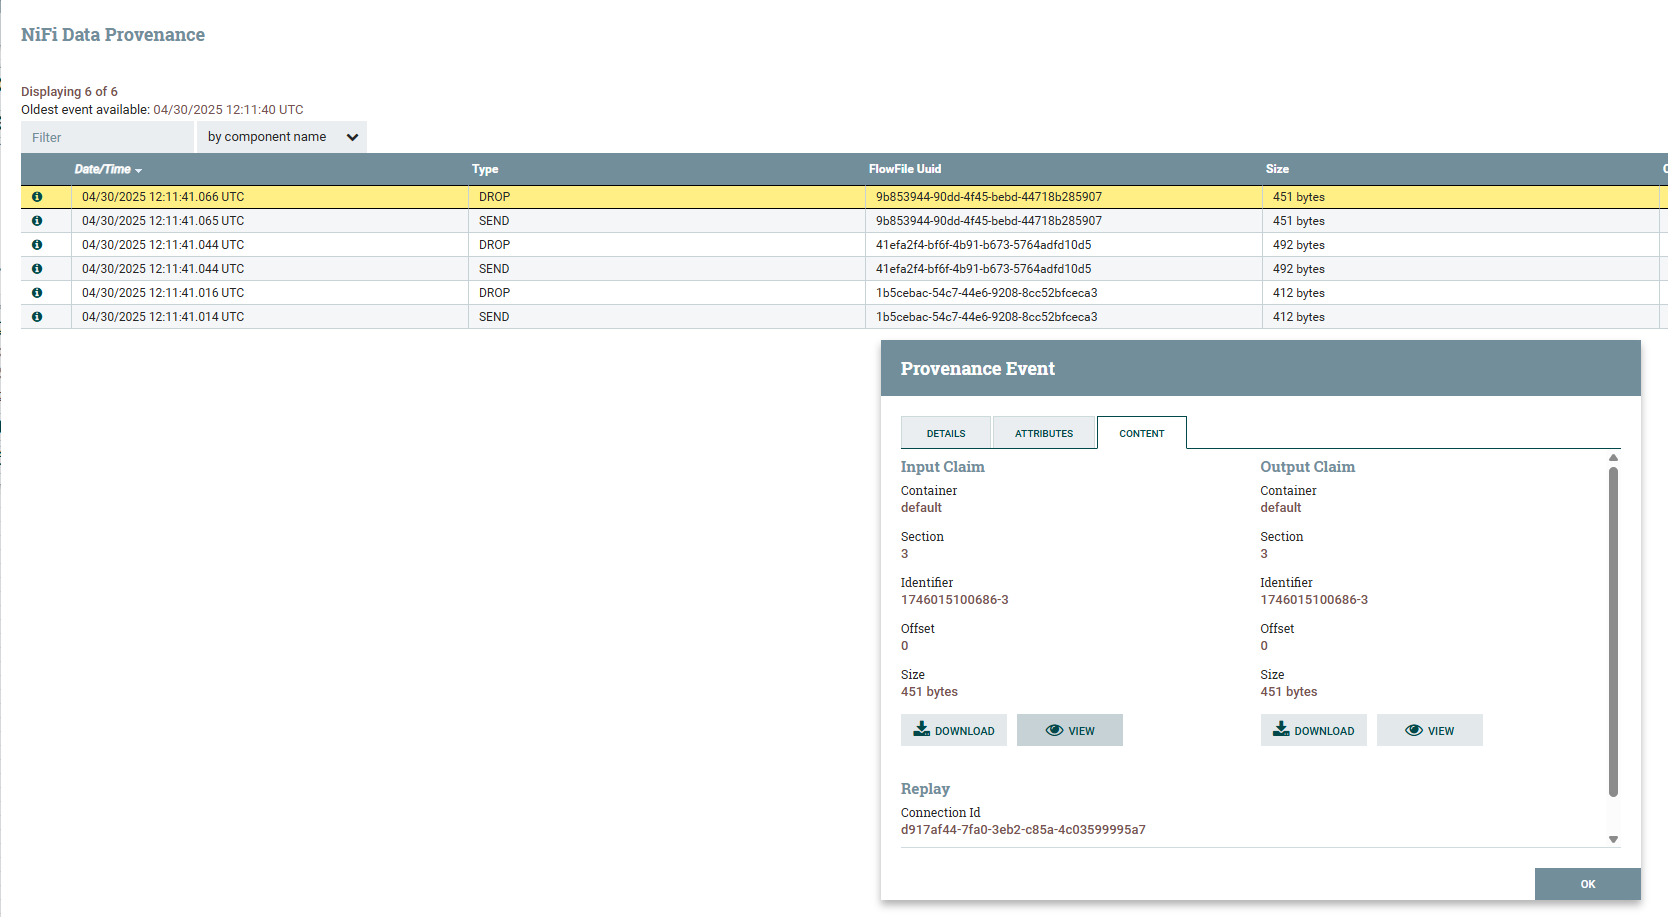 NiFi Data Provenance
Displaying 6 of 6
Oldest event available: 04/30/2025 12:11:40 UTC
Filter by component name
Date/Time Type FlowFile Uuid Size
04/30/2025 12:11:41.066 UTC DROP 9b853944-90dd-4f45-bebd-44718b285907 451 bytes
04/30/2025 12:11:41.065 UTC SEND 9b853944-90dd-4f45-bebd-44718b285907 451 bytes
04/30/2025 12:11:41.044 UTC DROP 41efa2f4-bf6f-4b91-b673-5764adfd10d5 492 bytes
04/30/2025 12:11:41.044 UTC SEND 41efa2f4-bf6f-4b91-b673-5764adfd10d5 492 bytes
04/30/2025 12:11:41.016 UTC DROP 1b5cebac-54c7-44e6-9208-8cc52bfceca3 412 bytes
04/30/2025 12:11:41.014 UTC SEND 1b5cebac-54c7-44e6-9208-8cc52bfceca3 412 bytes
Provenance Event
DETAILS ATTRIBUTES CONTENT
Input Claim
Container
default
Section
3
Identifier
1746015100686-3
Offset
0
Size
451 bytes
DOWNLOAD VIEW
Output Claim
Container
default
Section
3
Identifier
1746015100686-3
Offset
0
Size
451 bytes
DOWNLOAD VIEW
Replay
Connection Id
d917af44-7fa0-3eb2-c85a-4c03599995a7
OK